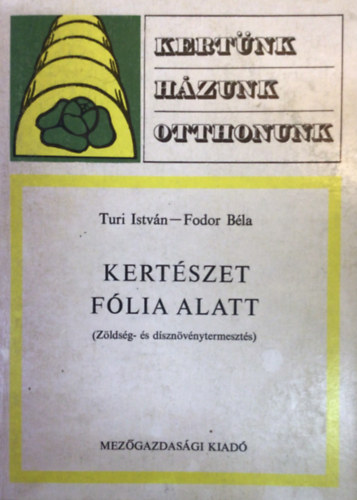 KERTÜNK
HÁZUNK
OTTHONUNK
Turi István—Fodor Béla
KERTÉSZET
FÓLIA ALATT
(Zöldség- és dísznövénytermesztés)
MEZŐGAZDASÁGI KIADÓ